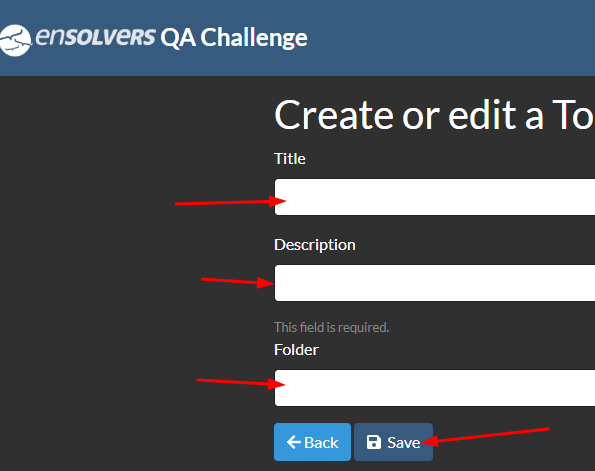 enSOLVERS QA Challenge
Create or edit a To
Title
Description
This field is required.
Folder
Back
Save